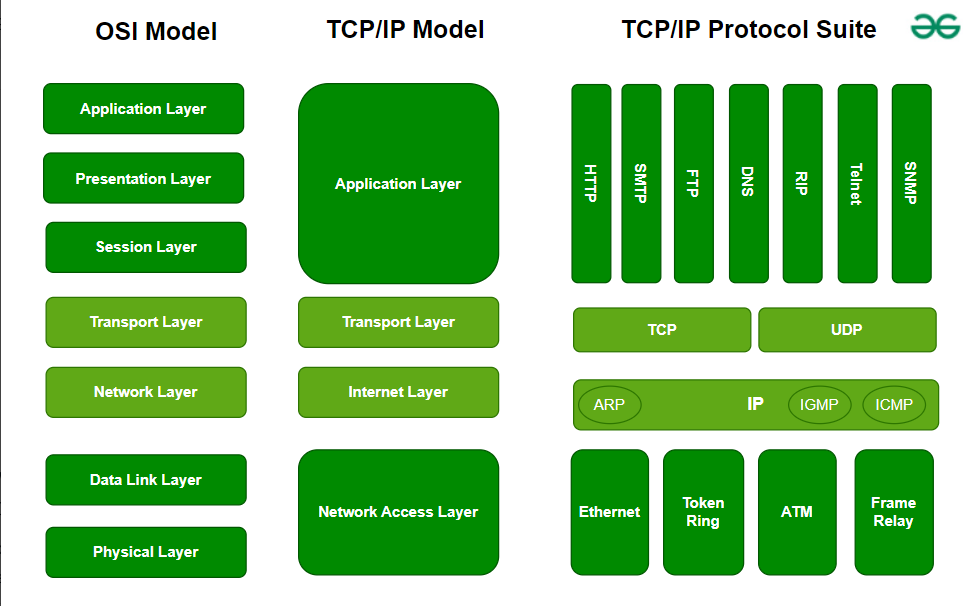 OSI Model
TCP/IP Model
TCP/IP Protocol Suite
Application Layer
Presentation Layer
Session Layer
Transport Layer
Network Layer
Data Link Layer
Physical Layer
Application Layer
Transport Layer
Internet Layer
Network Access Layer
HTTP
SMTP
FTP
DNS
RIP
Telnet
SNMP
TCP
UDP
ARP
IP
IGMP
ICMP
Ethernet
Token
Ring
ATM
Frame
Relay